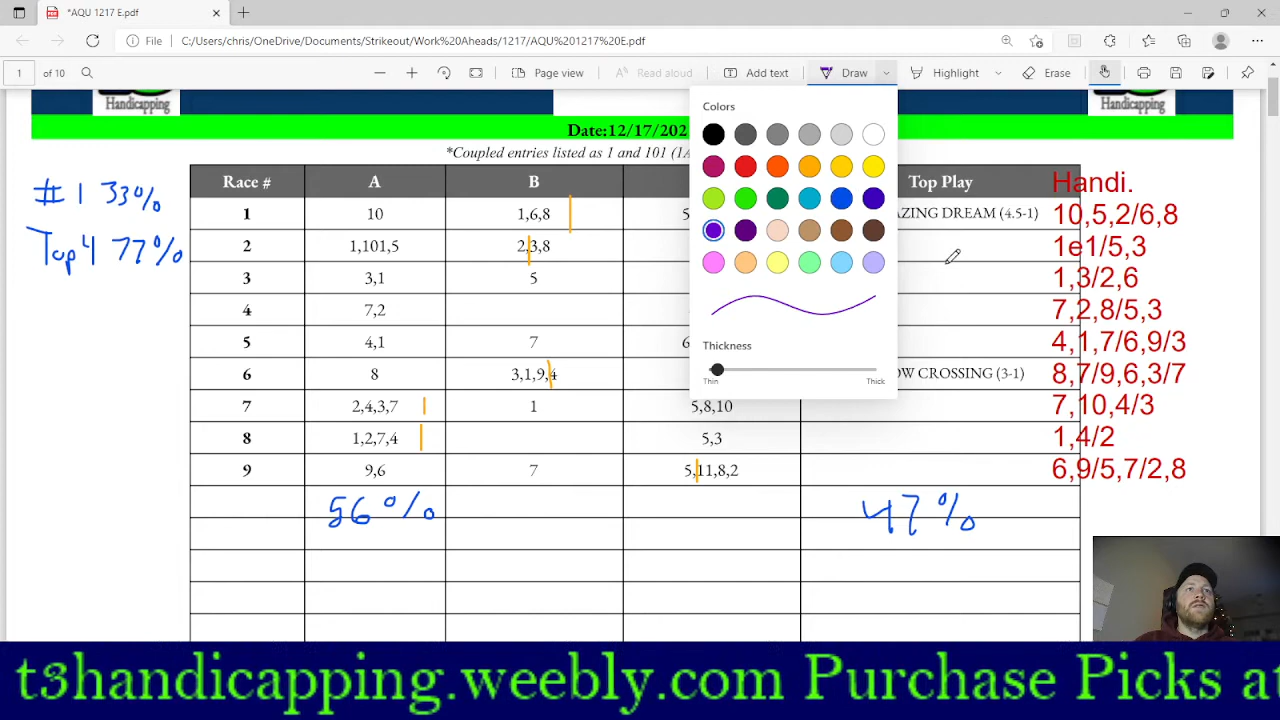 *AQU 1217 E.pdf
File C:/Users/chris/OneDrive/Documents/Strikeout/Work%20Aheads/1217/AQU%201217%20E.pdf
1 of 10 Page view Read aloud Add text Draw Highlight Erase
Handicapping Handicapping
Date:12/17/202
*Coupled entries listed as 1 and 101 (1A
Colors
Thickness
Thin Thick
Race # A B Top Play Handi.
1 10 1,6,8 5 AZING DREAM (4.5-1) 10,5,2/6,8
2 1,101,5 2,3,8 1e1/5,3
3 3,1 5 1,3/2,6
4 7,2 7,2,8/5,3
5 4,1 7 6 4,1,7/6,9/3
6 8 3,1,9,4 OW CROSSING (3-1) 8,7/9,6,3/7
7 2,4,3,7 1 5,8,10 7,10,4/3
8 1,2,7,4 5,3 1,4/2
9 9,6 7 5,11,8,2 6,9/5,7/2,8
#1 33%
Top 4 77%
56% 47%
t3handicapping.weebly.com Purchase Picks at